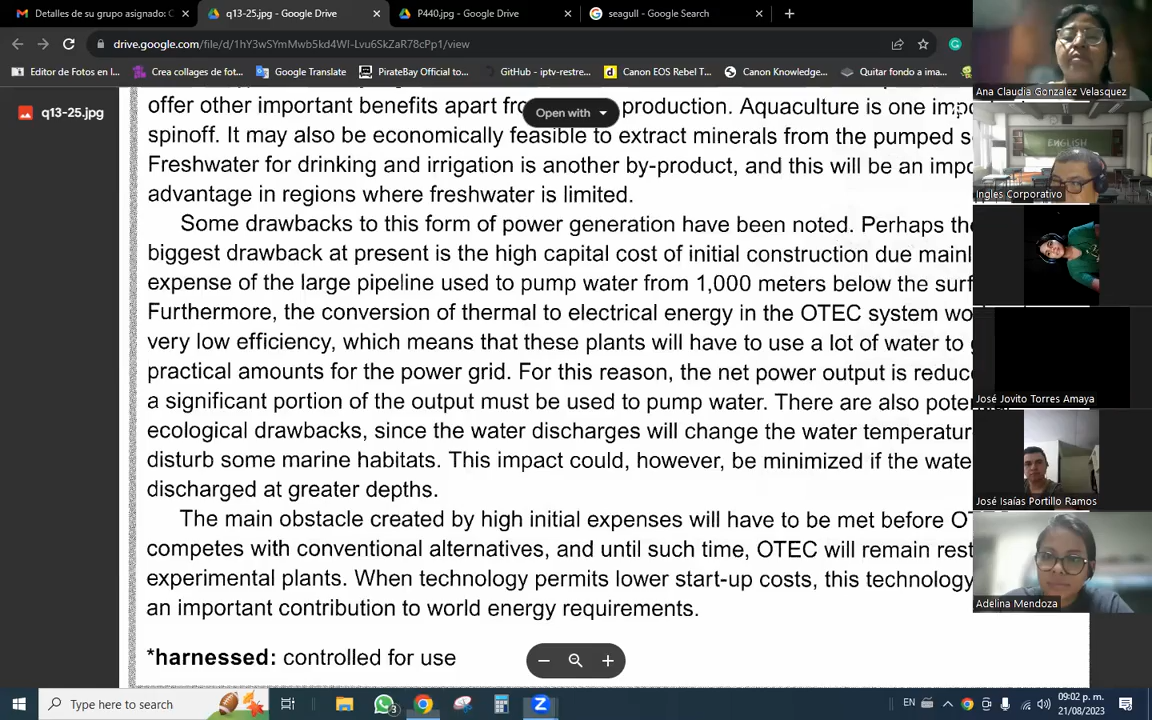 Detalles de su grupo asignado: C
q13-25.jpg - Google Drive
P440.jpg - Google Drive
seagull - Google Search
drive.google.com/file/d/1hY3wSYmMwb5kd4WI-Lvu6SkZaR78cPp1/view
Editor de Fotos en l...
Crea collages de fot...
Google Translate
PirateBay Official to...
GitHub - iptv-restre...
Canon EOS Rebel T...
Canon Knowledge...
Quitar fondo a ima...
q13-25.jpg
Open with
offer other important benefits apart production. Aquaculture is one
spinoff. It may also be economically feasible to extract minerals from the pumped
Freshwater for drinking and irrigation is another by-product, and this will be an
advantage in regions where freshwater is limited.
Some drawbacks to this form of power generation have been noted. Perhaps the
biggest drawback at present is the high capital cost of initial construction due
expense of the large pipeline used to pump water from 1,000 meters below the
Furthermore, the conversion of thermal to electrical energy in the OTEC system
very low efficiency, which means that these plants will have to use a lot of water to
practical amounts for the power grid. For this reason, the net power output is
a significant portion of the output must be used to pump water. There are also
ecological drawbacks, since the water discharges will change the water
disturb some marine habitats. This impact could, however, be minimized if the
discharged at greater depths.
The main obstacle created by high initial expenses will have to be met before
competes with conventional alternatives, and until such time, OTEC will remain
experimental plants. When technology permits lower start-up costs, this technology
an important contribution to world energy requirements.
*harnessed: controlled for use
Ana Claudia Gonzalez Velasquez
ENGLISH
Ingles Corporativo
José Jovito Torres Amaya
José Isaías Portillo Ramos
Adelina Mendoza
Type here to search
3
EN
09:02 p. m.
21/08/2023